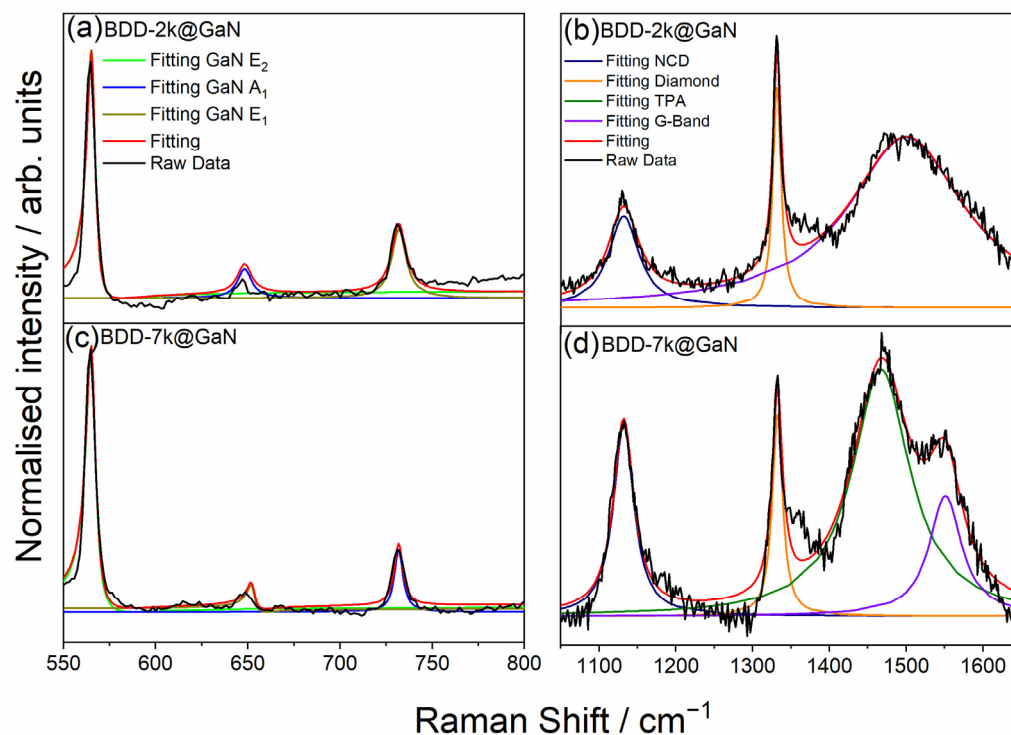 Normalised intensity / arb. units
(a) BDD-2k@GaN
Fitting GaN E₂
Fitting GaN A₁
Fitting GaN E₁
Fitting
Raw Data
(b) BDD-2k@GaN
Fitting NCD
Fitting Diamond
Fitting TPA
Fitting G-Band
Fitting
Raw Data
(c) BDD-7k@GaN
(d) BDD-7k@GaN
550 600 650 700 750 800
1100 1200 1300 1400 1500 1600
Raman Shift / cm⁻¹